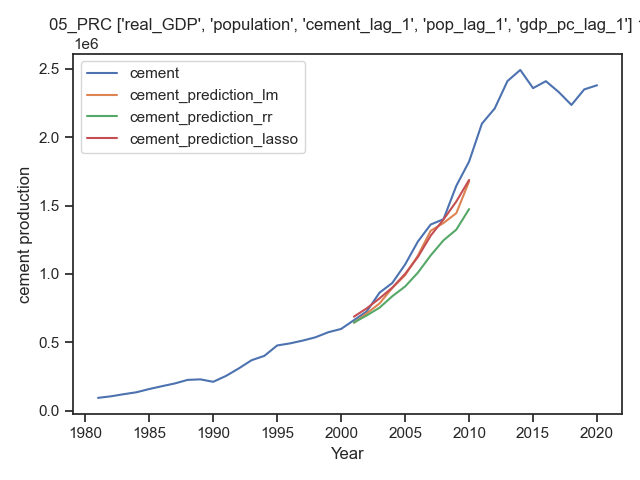 05_PRC ['real_GDP', 'population', 'cement_lag_1', 'pop_lag_1', 'gdp_pc_lag_1']
1e6
cement
cement_prediction_lm
cement_prediction_rr
cement_prediction_lasso
2.5
2.0
1.5
1.0
0.5
0.0
cement production
1980 1985 1990 1995 2000 2005 2010 2015 2020
Year